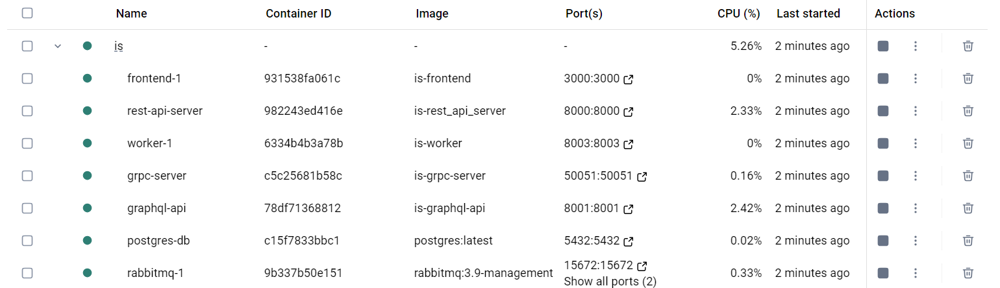 Name Container ID Image Port(s) CPU (%) Last started Actions
is - - - 5.26% 2 minutes ago
frontend-1 931538fa061c is-frontend 3000:3000 0% 2 minutes ago
rest-api-server 982243ed416e is-rest_api_server 8000:8000 2.33% 2 minutes ago
worker-1 6334b4b3a78b is-worker 8003:8003 0% 2 minutes ago
grpc-server c5c25681b58c is-grpc-server 50051:50051 0.16% 2 minutes ago
graphql-api 78df71368812 is-graphql-api 8001:8001 2.42% 2 minutes ago
postgres-db c15f7833bbc1 postgres:latest 5432:5432 0.02% 2 minutes ago
rabbitmq-1 9b337b50e151 rabbitmq:3.9-management 15672:15672 0.33% 2 minutes ago
Show all ports (2)